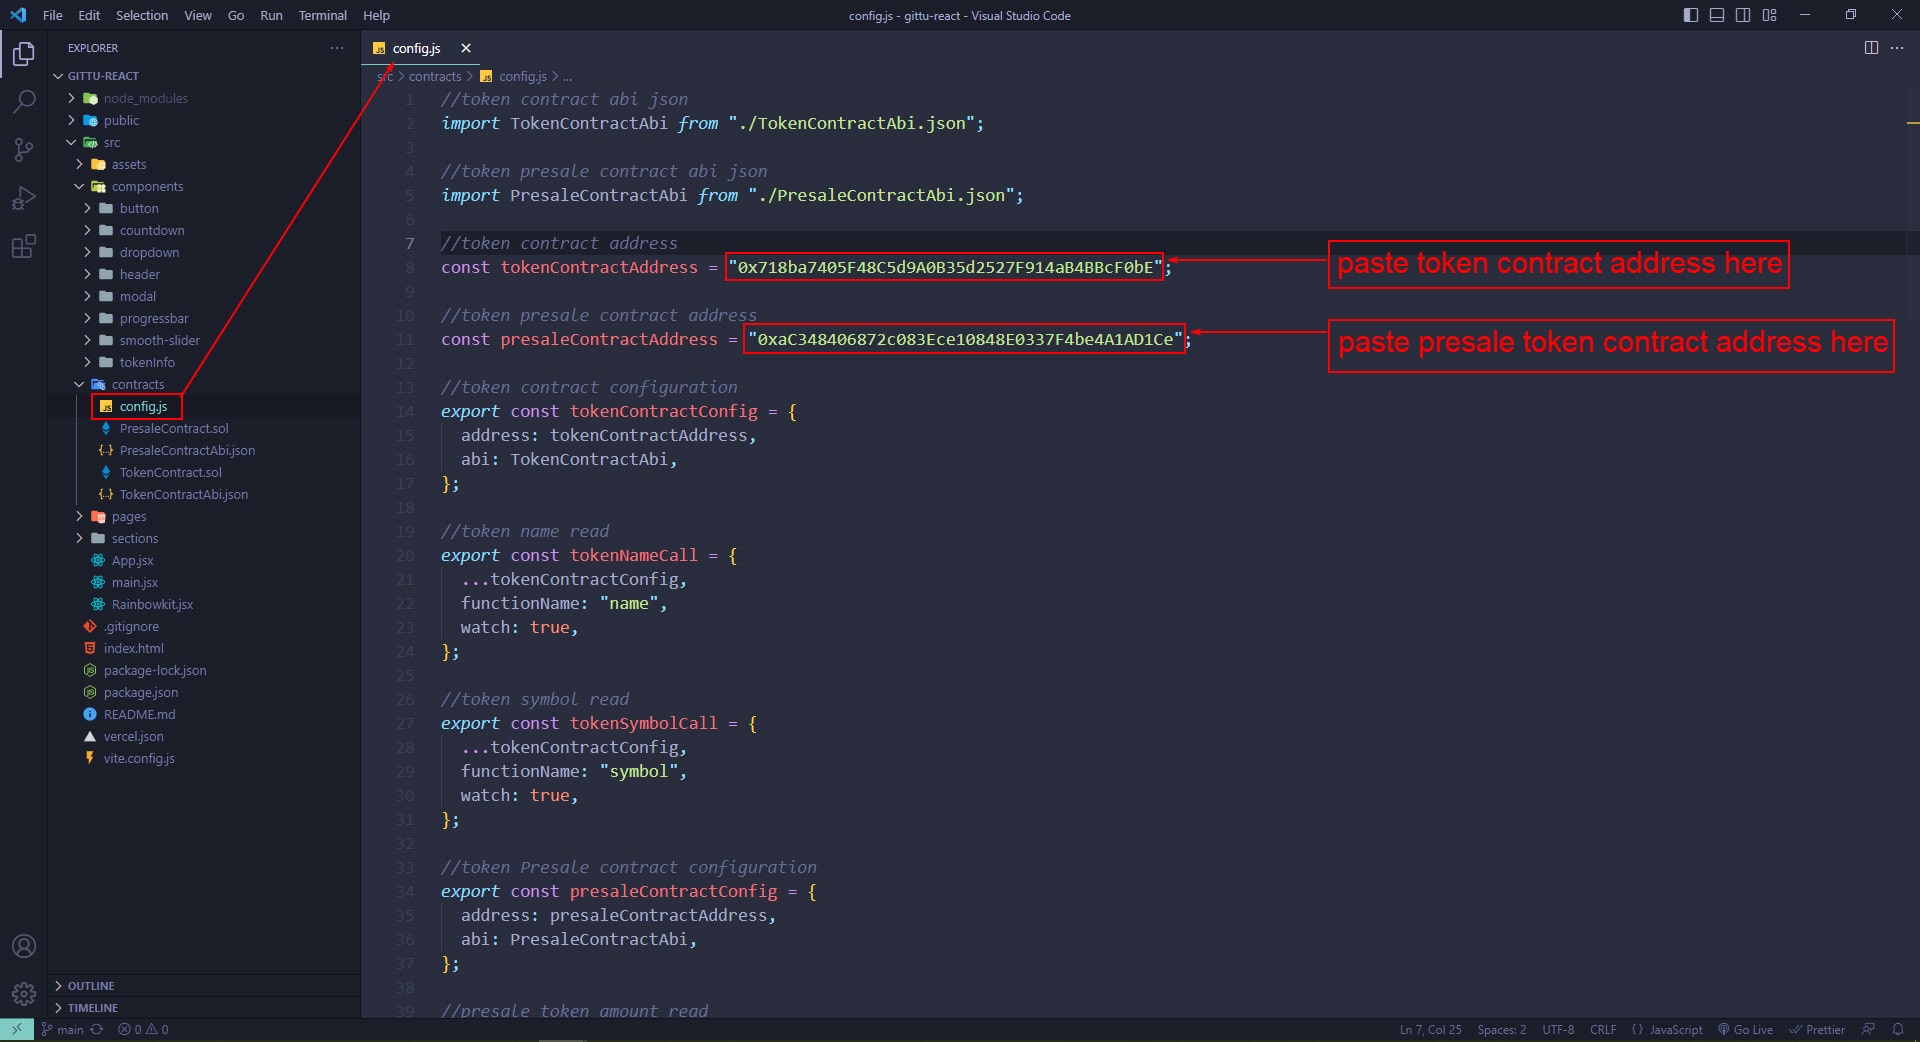 File Edit Selection View Go Run Terminal Help
config.js - gittu-react - Visual Studio Code
EXPLORER
GITTU-REACT
node_modules
public
src
assets
components
button
countdown
dropdown
header
modal
progressbar
smooth-slider
tokenInfo
contracts
config.js
PresaleContract.sol
PresaleContractAbi.json
TokenContract.sol
TokenContractAbi.json
pages
sections
App.jsx
main.jsx
Rainbowkit.jsx
.gitignore
index.html
package-lock.json
package.json
README.md
vercel.json
vite.config.js
OUTLINE
TIMELINE
config.js
src > contracts > config.js > ...
1 //token contract abi json
2 import TokenContractAbi from "./TokenContractAbi.json";
3
4 //token presale contract abi json
5 import PresaleContractAbi from "./PresaleContractAbi.json";
6
7 //token contract address
8 const tokenContractAddress = "0x718ba7405F48C5d9A0B35d2527F914aB4BBcF0bE";
paste token contract address here
9
10 //token presale contract address
11 const presaleContractAddress = "0xaC348406872c083Ece10848E0337F4be4A1AD1Ce";
paste presale token contract address here
12
13 //token contract configuration
14 export const tokenContractConfig = {
15 address: tokenContractAddress,
16 abi: TokenContractAbi,
17 };
18
19 //token name read
20 export const tokenNameCall = {
21 ...tokenContractConfig,
22 functionName: "name",
23 watch: true,
24 };
25
26 //token symbol read
27 export const tokenSymbolCall = {
28 ...tokenContractConfig,
29 functionName: "symbol",
30 watch: true,
31 };
32
33 //token Presale contract configuration
34 export const presaleContractConfig = {
35 address: presaleContractAddress,
36 abi: PresaleContractAbi,
37 };
38
39 //presale token amount read
main 0 0
Ln 7, Col 25 Spaces: 2 UTF-8 CRLF {} JavaScript Go Live Prettier